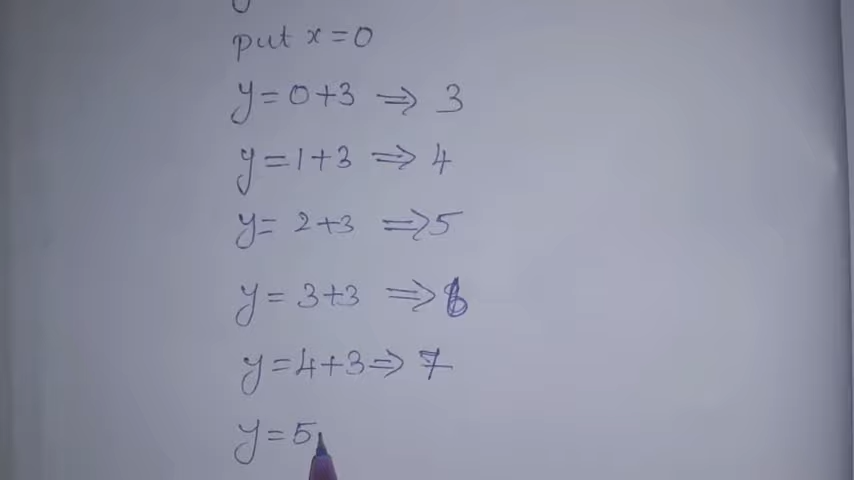 put x=0
y=0+3 ⇒ 3
y=1+3 ⇒ 4
y= 2+3 ⇒5
y= 3+3 ⇒6
y=4+3⇒ 7
y=5